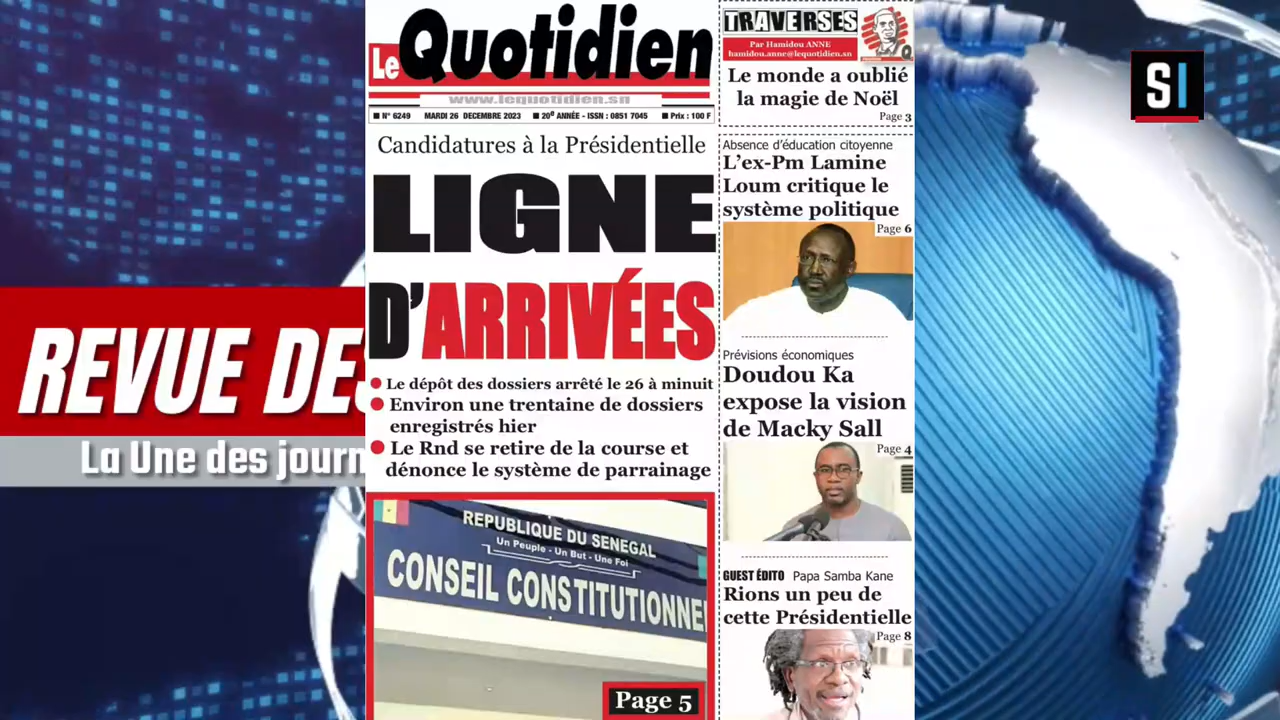 Le Quotidien
www.lequotidien.sn
N° 6249 MARDI 26 DECEMBRE 2023 20e ANNÉE - ISSN : 0851 7045 Prix : 100 F
Candidatures à la Présidentielle
LIGNE
D'ARRIVÉES
Le dépôt des dossiers arrêté le 26 à minuit
Environ une trentaine de dossiers
enregistrés hier
Le Rnd se retire de la course et
dénonce le système de parrainage
REPUBLIQUE DU SENEGAL
Un Peuple - Un But - Une Foi
CONSEIL CONSTITUTIONNE
Page 5
TRAVERSES
Par Hamidou ANNE
hamidou.anne@lequotidien.sn
Le monde a oublié
la magie de Noël
Page 3
Absence d'éducation citoyenne
L'ex-Pm Lamine
Loum critique le
système politique
Page 6
Prévisions économiques
Doudou Ka
expose la vision
de Macky Sall
Page 4
GUEST ÉDITO Papa Samba Kane
Rions un peu de
cette Présidentielle
Page 8
REVUE DES
La Une des journ
SI